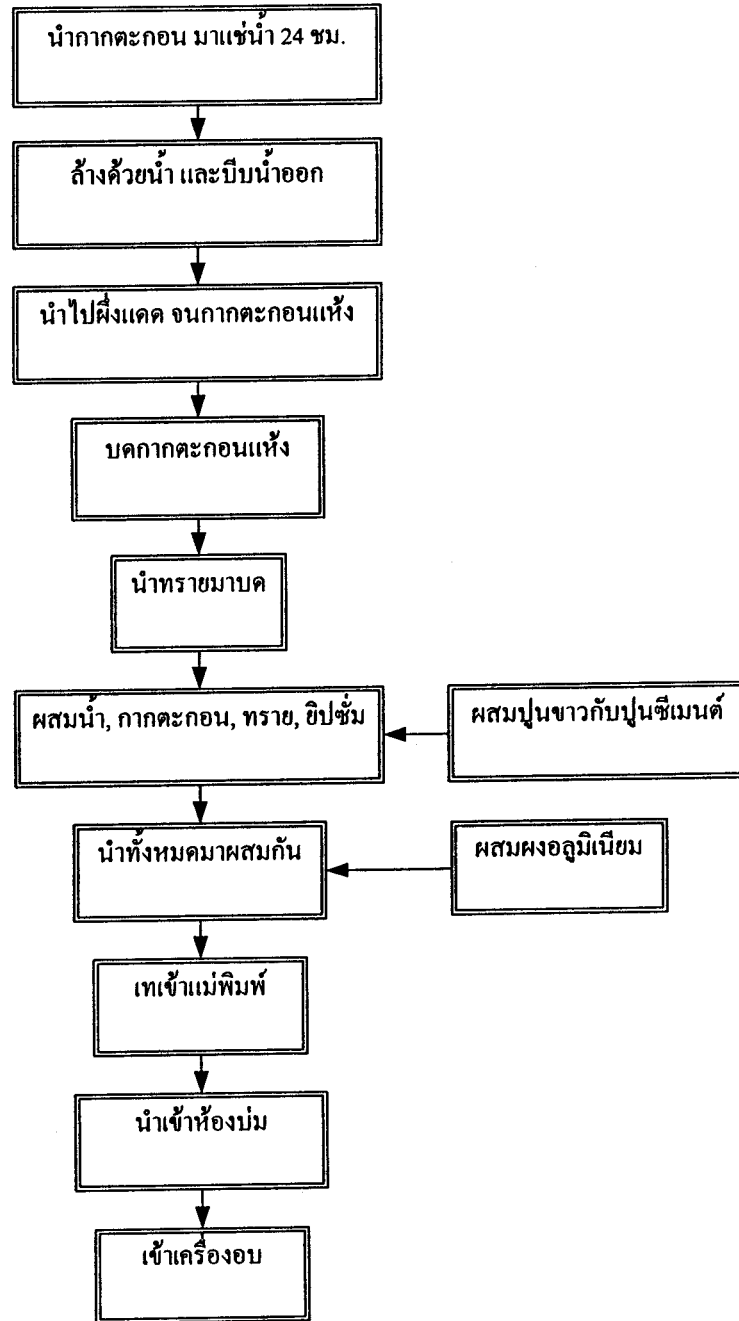 นำกากตะกอน มาแช่น้ำ 24 ชม.
ล้างด้วยน้ำ และบีบน้ำออก
นำไปผึ่งแดด จนกากตะกอนแห้ง
บดกากตะกอนแห้ง
นำทรายมาบด
ผสมน้ำ, กากตะกอน, ทราย, ยิปซั่ม
ผสมปูนขาวกับปูนซีเมนต์
นำทั้งหมดมาผสมกัน
ผสมผงอลูมิเนียม
เทเข้าแม่พิมพ์
นำเข้าห้องบ่ม
เข้าเครื่องอบ